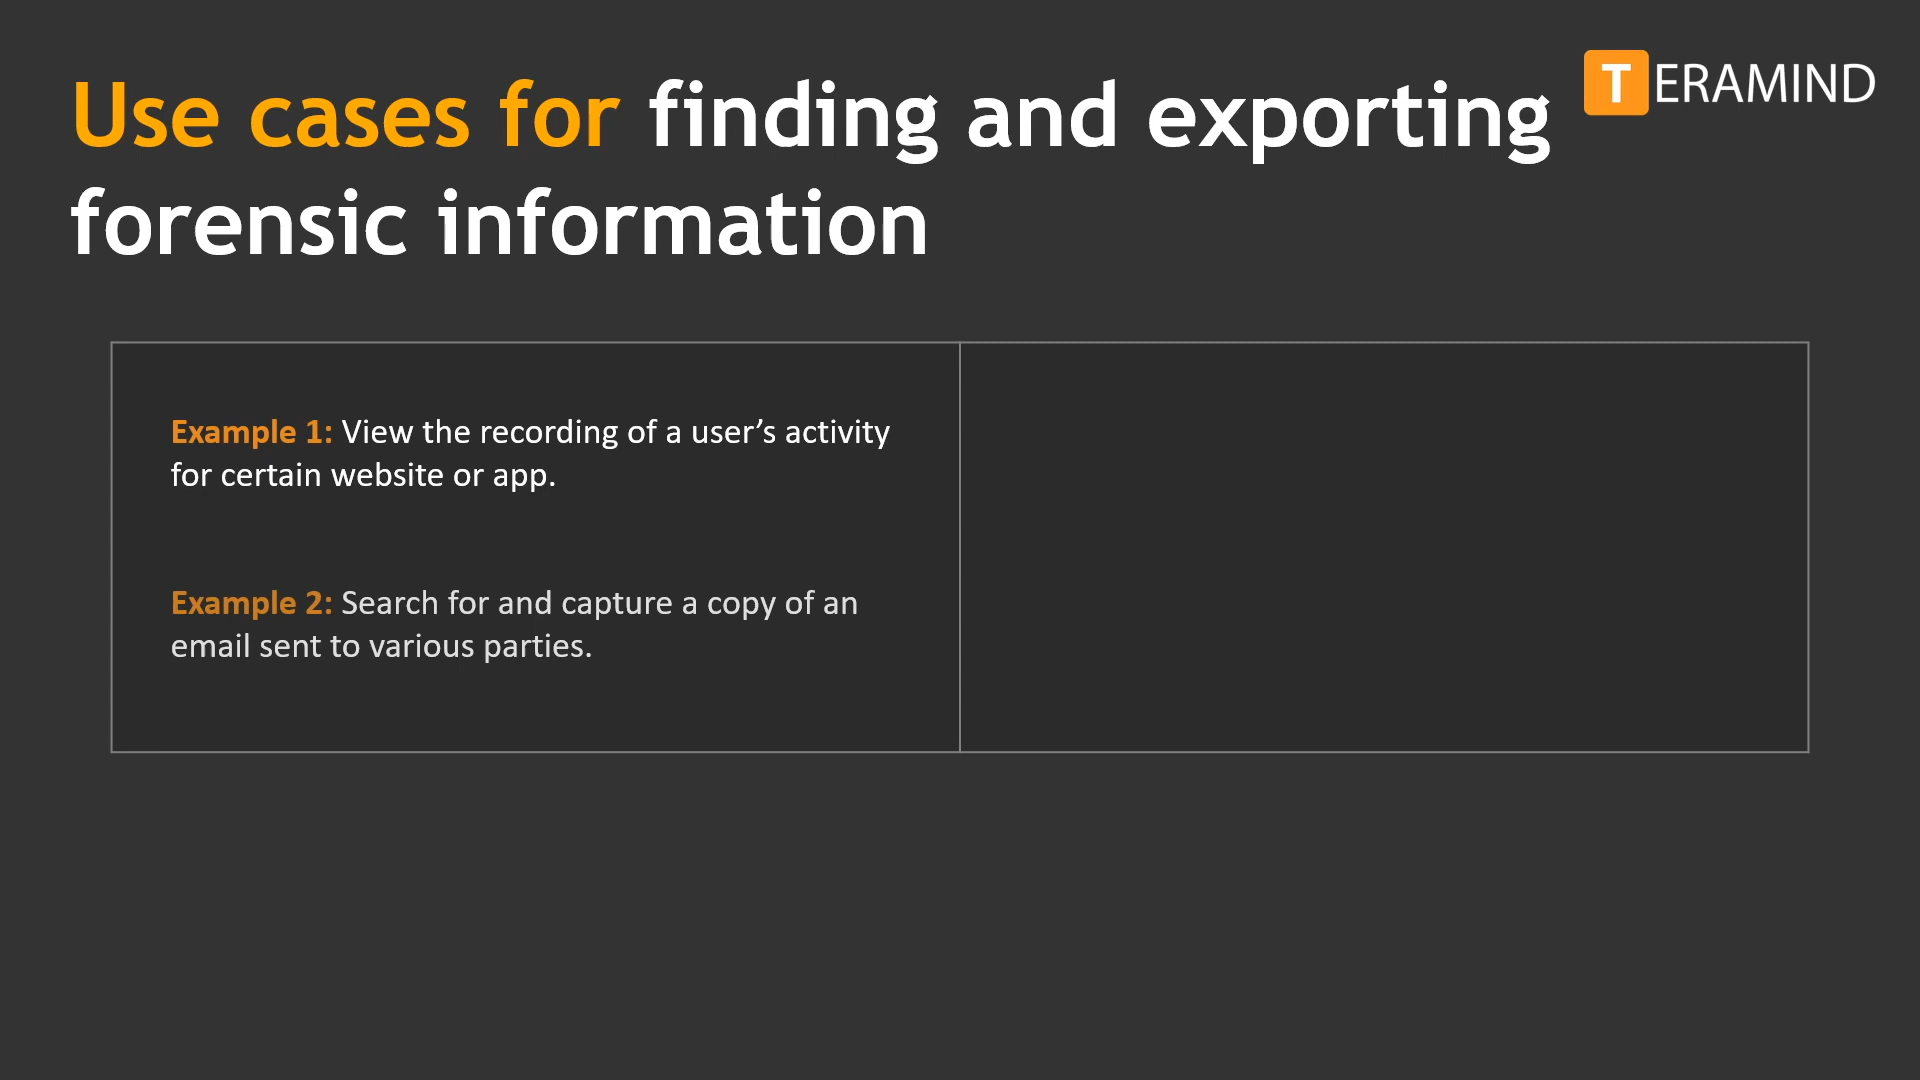 Use cases for finding and exporting
forensic information
TERAMIND
Example 1: View the recording of a user’s activity
for certain website or app.
Example 2: Search for and capture a copy of an
email sent to various parties.